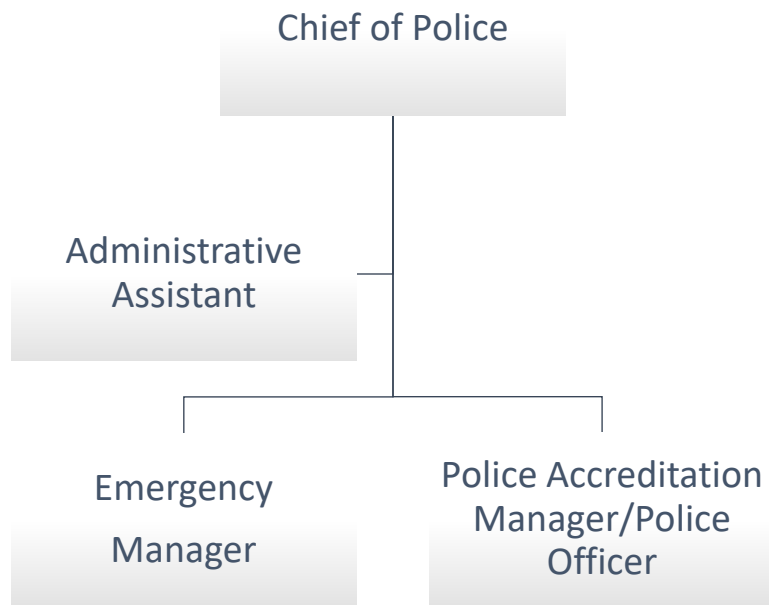 Chief of Police
Administrative
Assistant
Emergency
Manager
Police Accreditation
Manager/Police
Officer